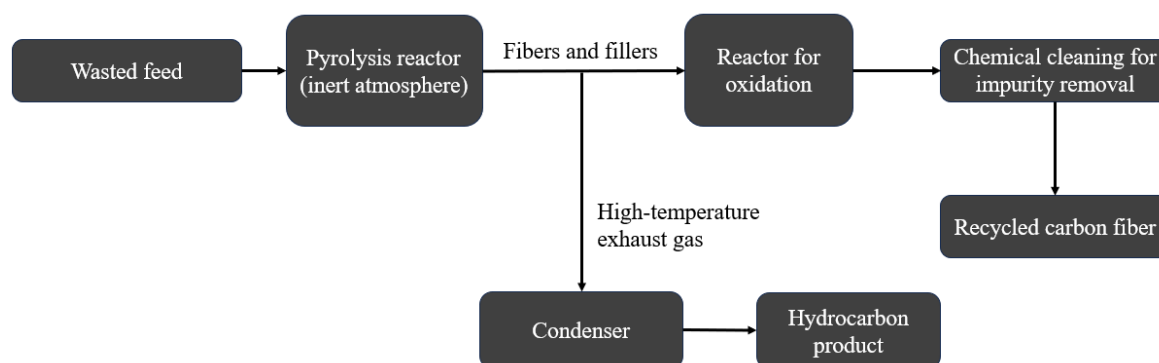 Wasted feed
Pyrolysis reactor
(inert atmosphere)
Fibers and fillers
Reactor for
oxidation
Chemical cleaning for
impurity removal
High-temperature
exhaust gas
Recycled carbon fiber
Condenser
Hydrocarbon
product